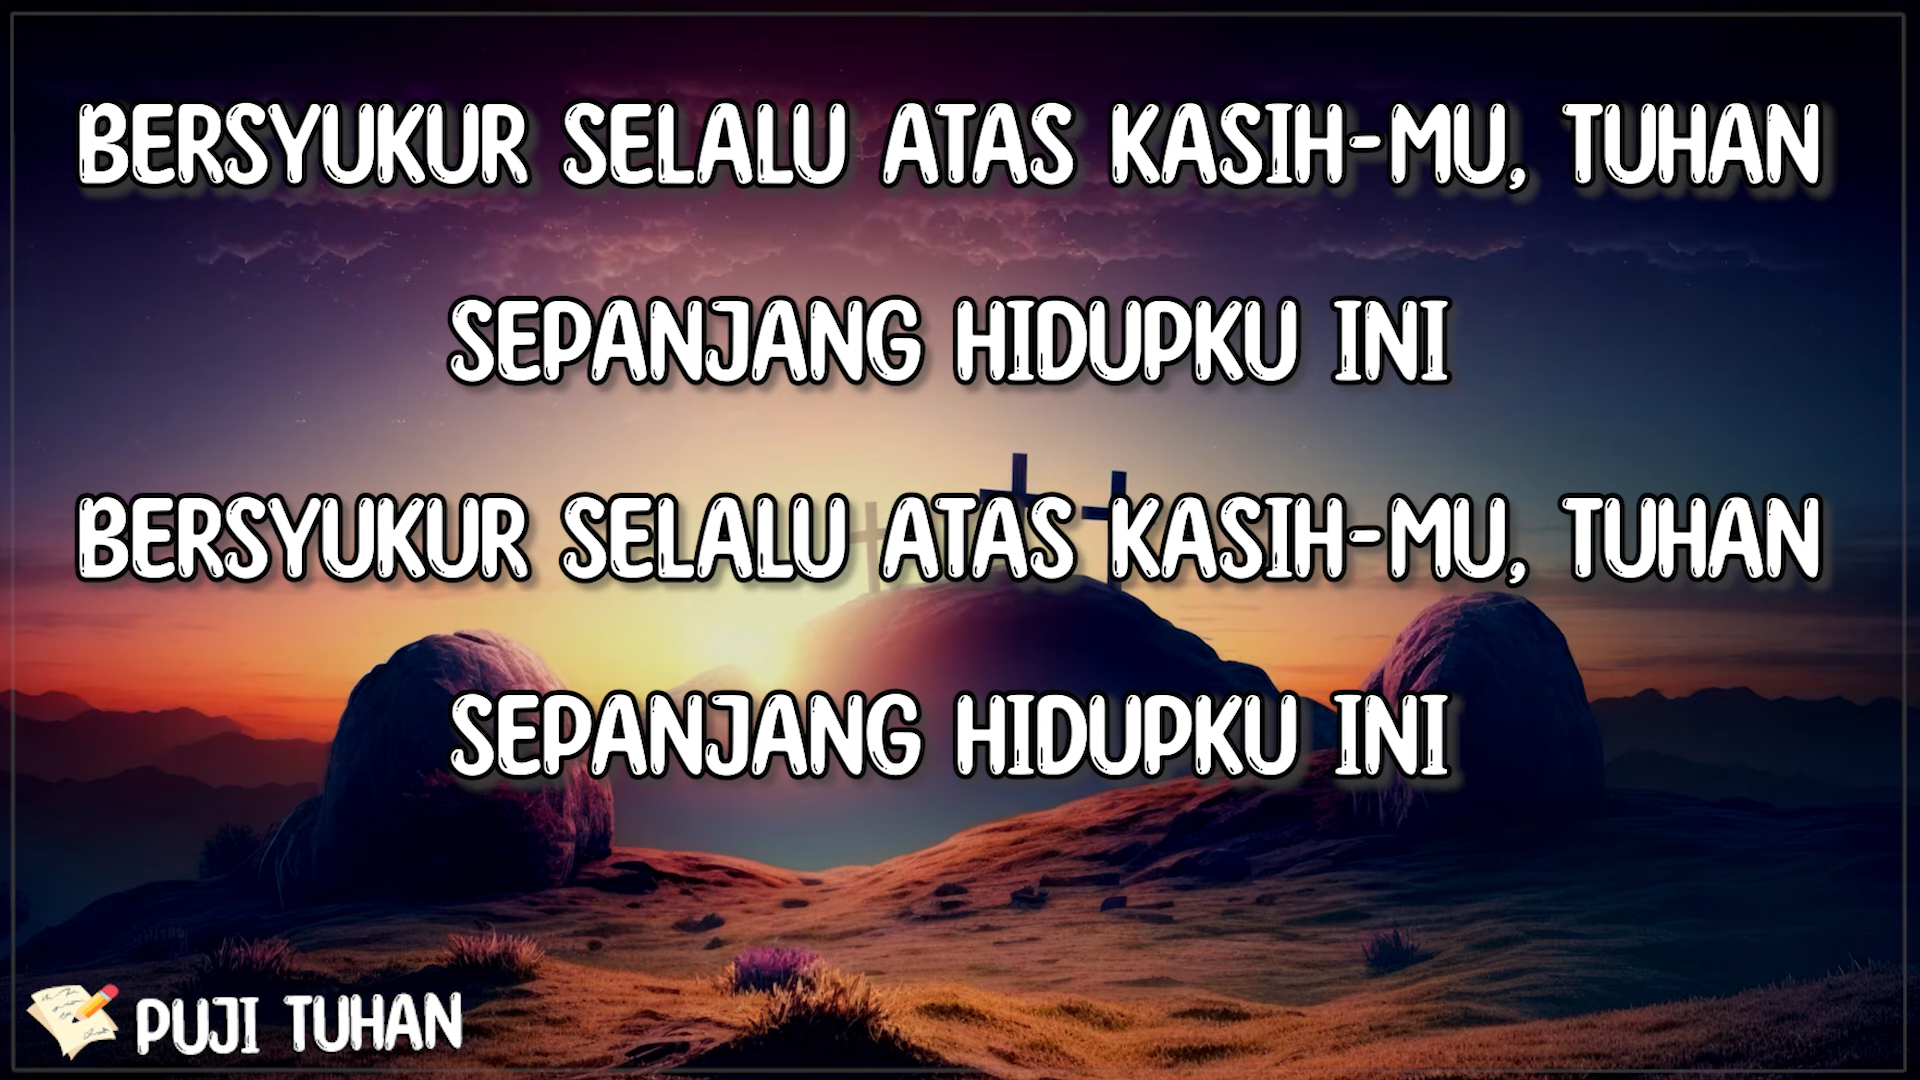 BERSYUKUR SELALU ATAS KASIH-MU, TUHAN
SEPANJANG HIDUPKU INI
BERSYUKUR SELALU ATAS KASIH-MU, TUHAN
SEPANJANG HIDUPKU INI
PUJI TUHAN